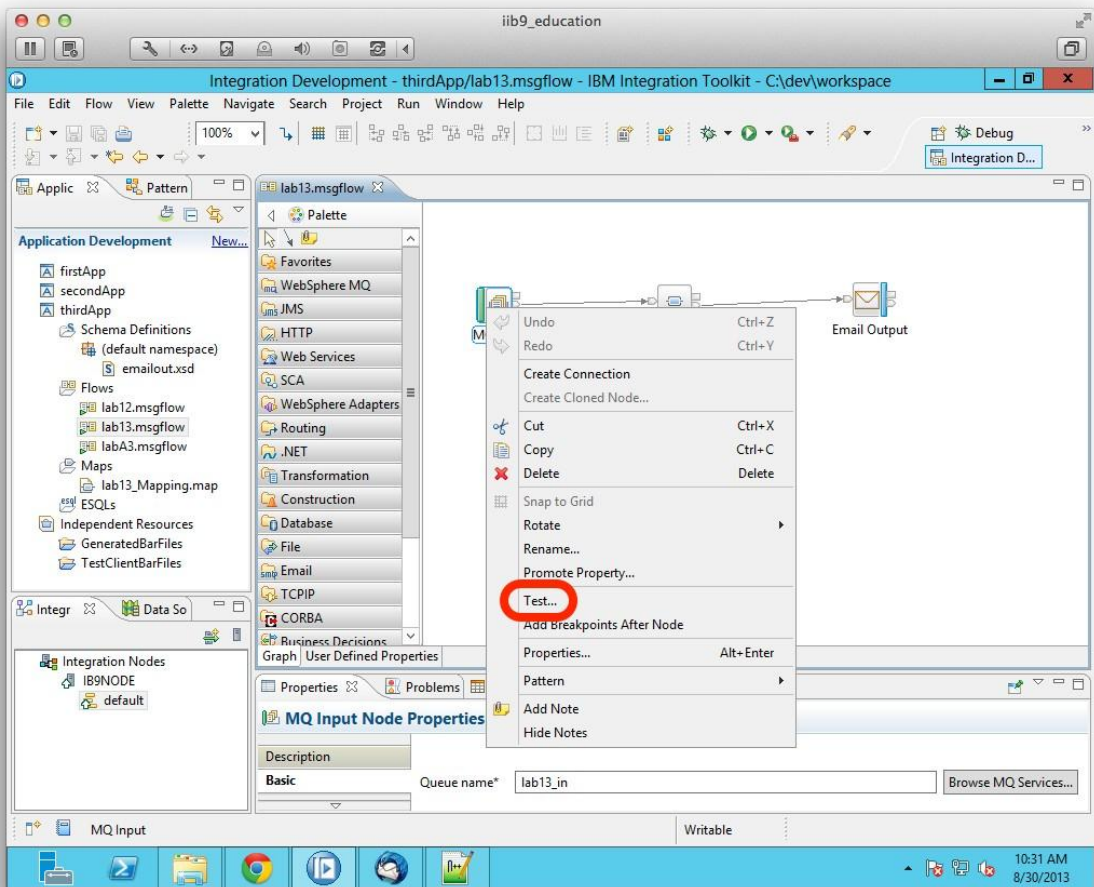 iib9_education
Integration Development - thirdApp/lab13.msgflow - IBM Integration Toolkit - C:\dev\workspace
File Edit Flow View Palette Navigate Search Project Run Window Help
100%
Debug
Integration D...
Applic
Pattern
lab13.msgflow
Application Development New...
firstApp
secondApp
thirdApp
Schema Definitions
(default namespace)
emailout.xsd
Flows
lab12.msgflow
lab13.msgflow
labA3.msgflow
Maps
lab13_Mapping.map
ESQLs
Independent Resources
GeneratedBarFiles
TestClientBarFiles
Integr
Data So
Integration Nodes
IB9NODE
default
Palette
Favorites
WebSphere MQ
JMS
HTTP
Web Services
SCA
WebSphere Adapters
Routing
.NET
Transformation
Construction
Database
File
Email
TCPIP
CORBA
Business Decisions
Graph User Defined Properties
Email Output
Undo Ctrl+Z
Redo Ctrl+Y
Create Connection
Create Cloned Node...
Cut Ctrl+X
Copy Ctrl+C
Delete Delete
Snap to Grid
Rotate
Rename...
Promote Property...
Test...
Add Breakpoints After Node
Properties... Alt+Enter
Pattern
Add Note
Hide Notes
Properties
Problems
MQ Input Node Properties
Description
Basic
Queue name* lab13_in Browse MQ Services...
MQ Input
Writable
10:31 AM
8/30/2013